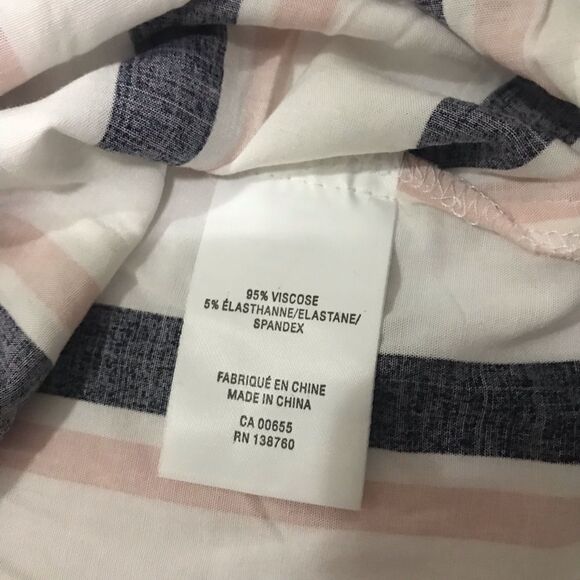 95% VISCOSE
5% ÉLASTHANNE/ELASTANE/
SPANDEX
FABRIQUÉ EN CHINE
MADE IN CHINA
CA 00655
RN 138760